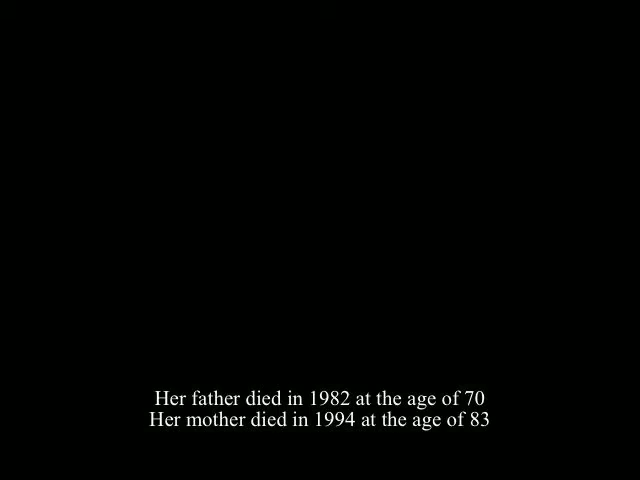 Her father died in 1982 at the age of 70
Her mother died in 1994 at the age of 83